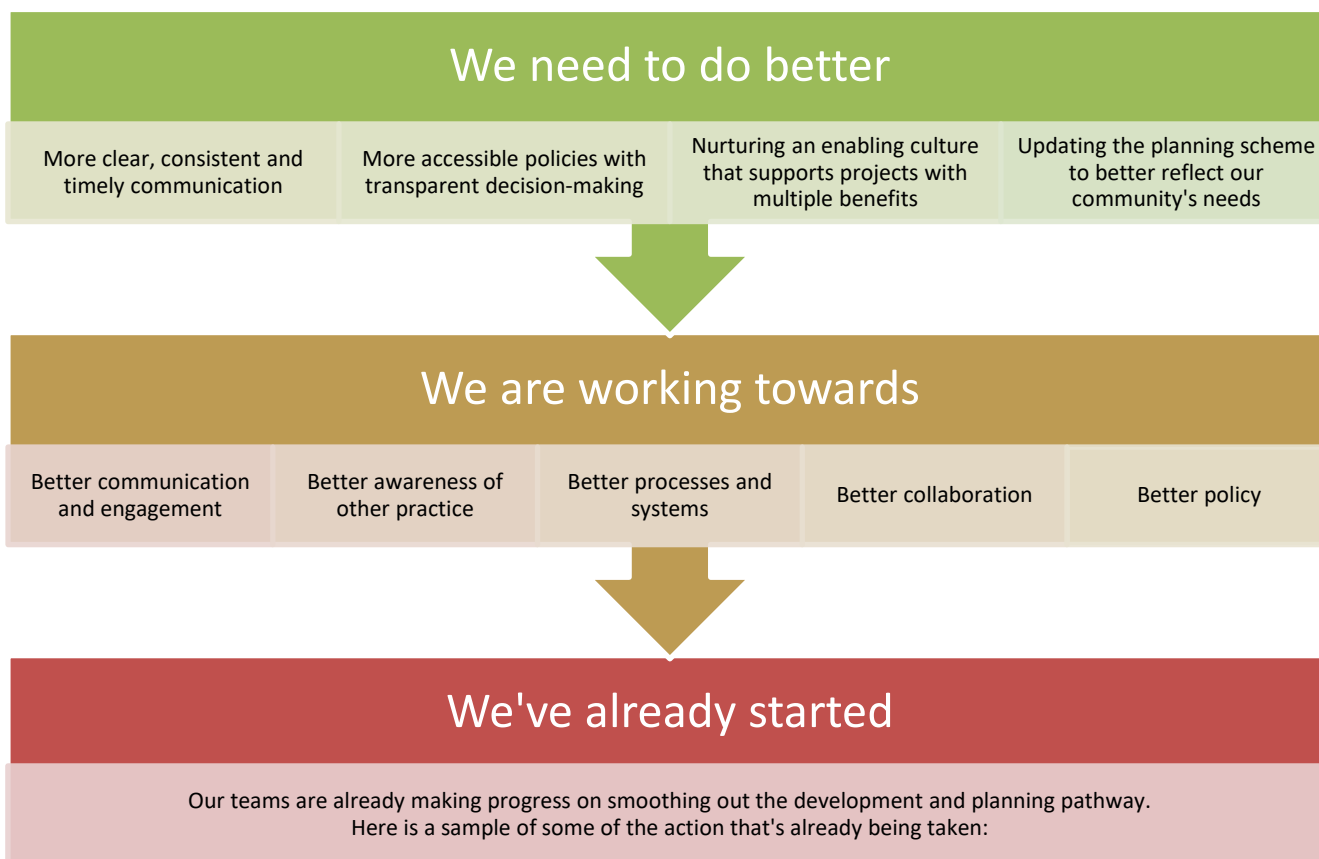 We need to do better
More clear, consistent and
timely communication
More accessible policies with
transparent decision-making
Nurturing an enabling culture
that supports projects with
multiple benefits
Updating the planning scheme
to better reflect our
community's needs
We are working towards
Better communication
and engagement
Better awareness of
other practice
Better processes and
systems
Better collaboration
Better policy
We've already started
Our teams are already making progress on smoothing out the development and planning pathway.
Here is a sample of some of the action that's already being taken: